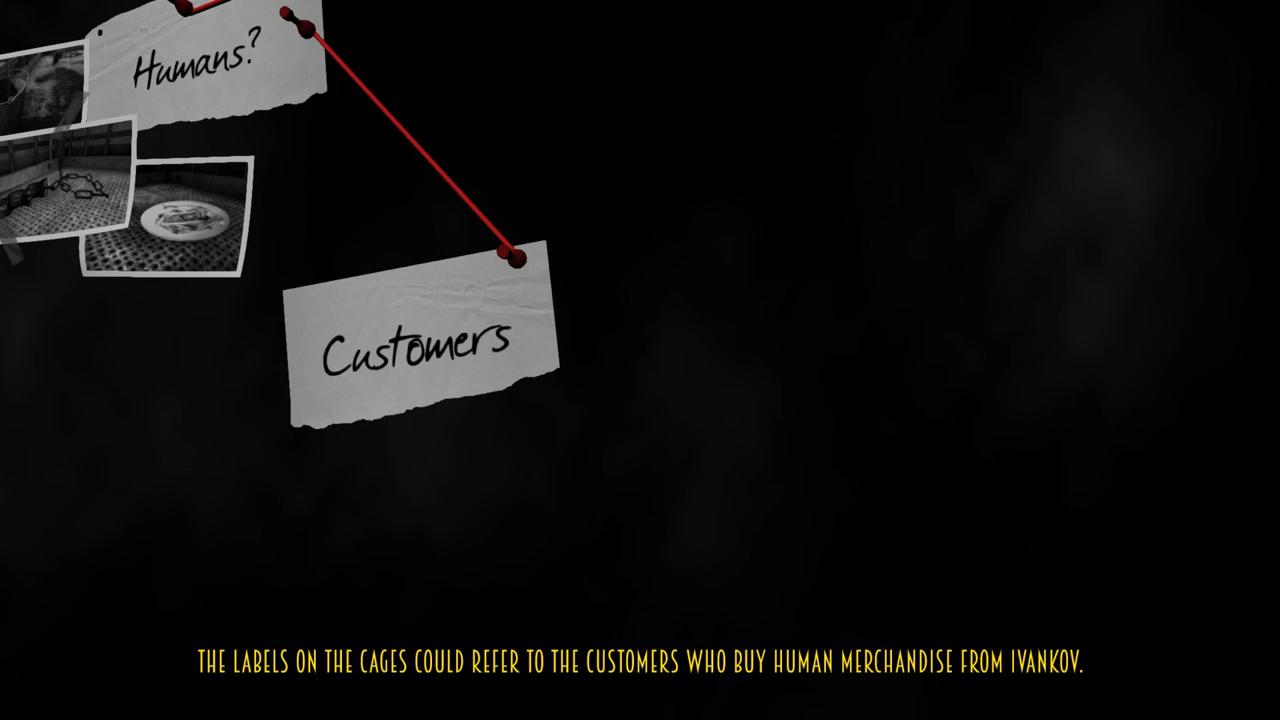 Humans?
Customers
THE LABELS ON THE CAGES COULD REFER TO THE CUSTOMERS WHO BUY HUMAN MERCHANDISE FROM IVANKOV.